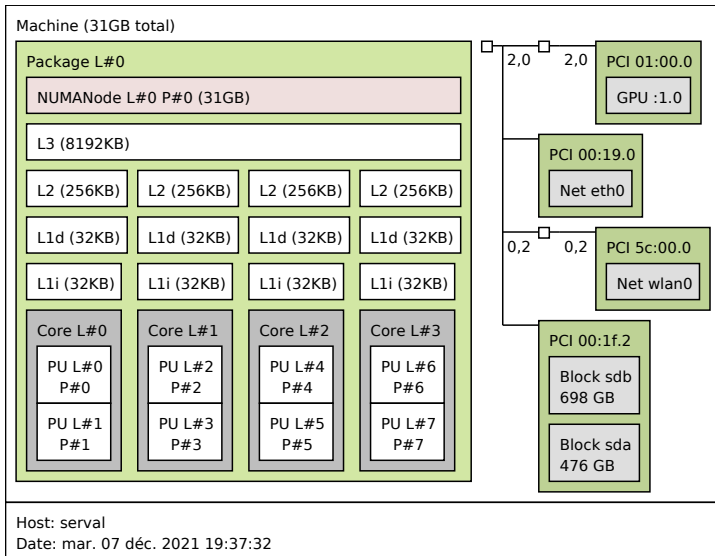 Machine (31GB total)
Package L#0
NUMANode L#0 P#0 (31GB)
L3 (8192KB)
L2 (256KB) L2 (256KB) L2 (256KB) L2 (256KB)
L1d (32KB) L1d (32KB) L1d (32KB) L1d (32KB)
L1i (32KB) L1i (32KB) L1i (32KB) L1i (32KB)
Core L#0 Core L#1 Core L#2 Core L#3
PU L#0 PU L#2 PU L#4 PU L#6
P#0 P#2 P#4 P#6
PU L#1 PU L#3 PU L#5 PU L#7
P#1 P#3 P#5 P#7
2,0 2,0 PCI 01:00.0
GPU :1.0
PCI 00:19.0
Net eth0
0,2 0,2 PCI 5c:00.0
Net wlan0
PCI 00:1f.2
Block sdb
698 GB
Block sda
476 GB
Host: serval
Date: mar. 07 déc. 2021 19:37:32